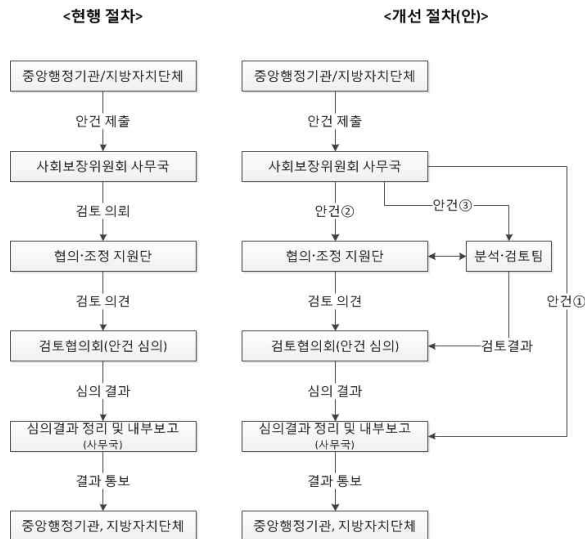 <현행 절차>
중앙행정기관/지방자치단체
안건 제출
사회보장위원회 사무국
검토 의뢰
협의·조정 지원단
검토 의견
검토협의회(안건 심의)
심의 결과
심의결과 정리 및 내부보고
(사무국)
결과 통보
중앙행정기관, 지방자치단체
<개선 절차(안)>
중앙행정기관/지방자치단체
안건 제출
사회보장위원회 사무국
안건②
안건③
협의·조정 지원단
분석·검토팀
안건①
검토 의견
검토협의회(안건 심의)
검토결과
심의 결과
심의결과 정리 및 내부보고
(사무국)
결과 통보
중앙행정기관, 지방자치단체